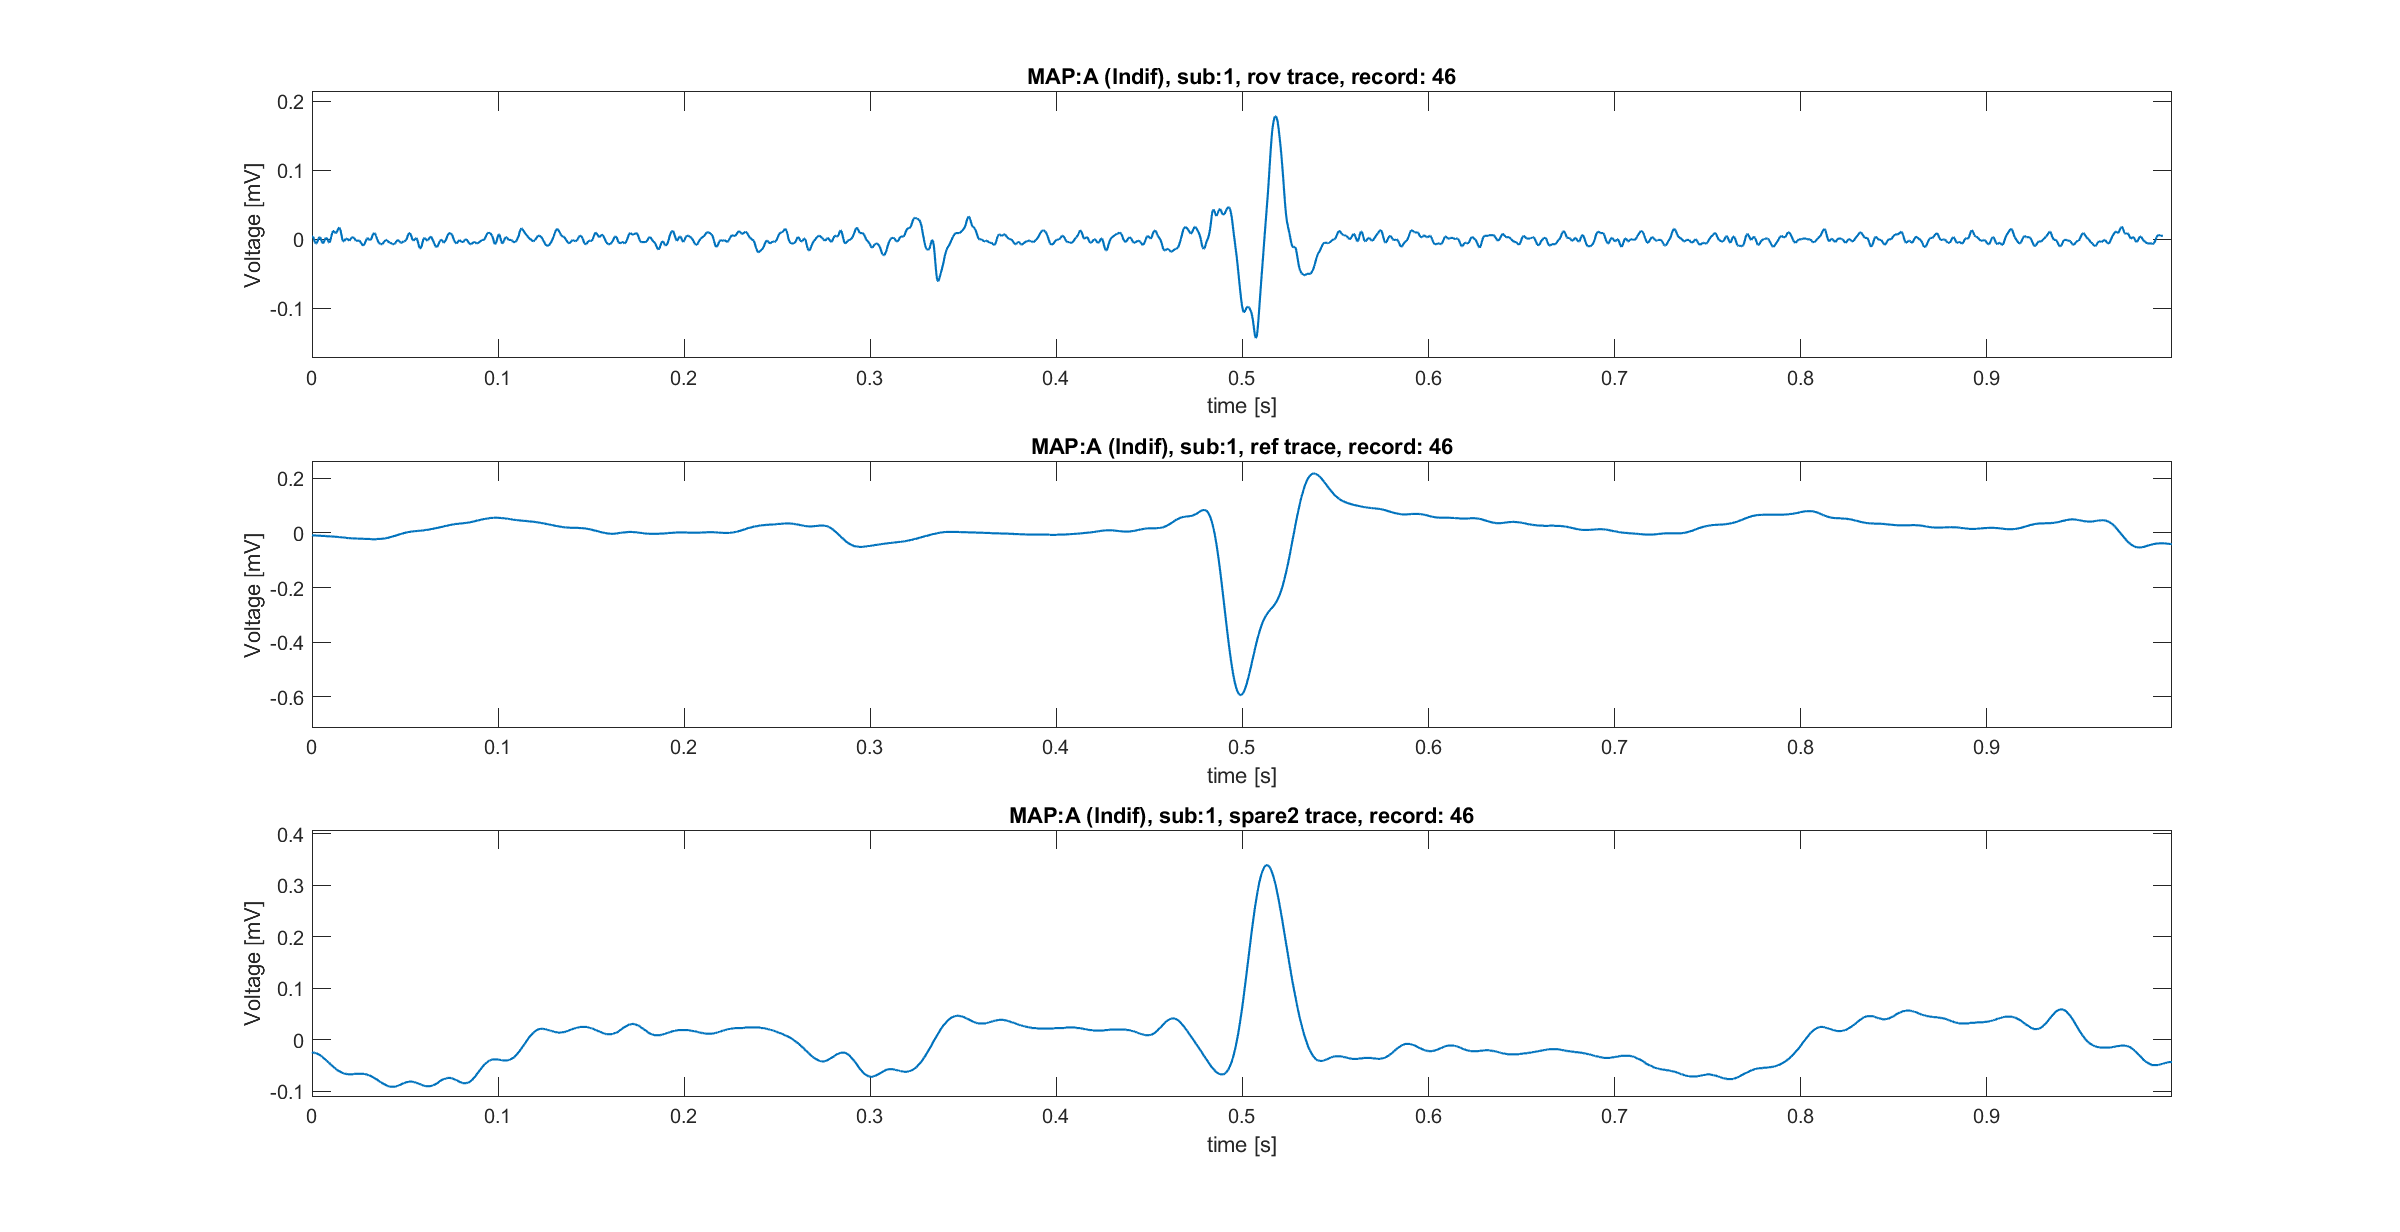 MAP:A (Indif), sub:1, rov trace, record: 46
0.2
0.1
0
-0.1
Voltage [mV]
0 0.1 0.2 0.3 0.4 0.5 0.6 0.7 0.8 0.9
time [s]
MAP:A (Indif), sub:1, ref trace, record: 46
0.2
0
-0.2
-0.4
-0.6
Voltage [mV]
0 0.1 0.2 0.3 0.4 0.5 0.6 0.7 0.8 0.9
time [s]
MAP:A (Indif), sub:1, spare2 trace, record: 46
0.4
0.3
0.2
0.1
0
-0.1
Voltage [mV]
0 0.1 0.2 0.3 0.4 0.5 0.6 0.7 0.8 0.9
time [s]